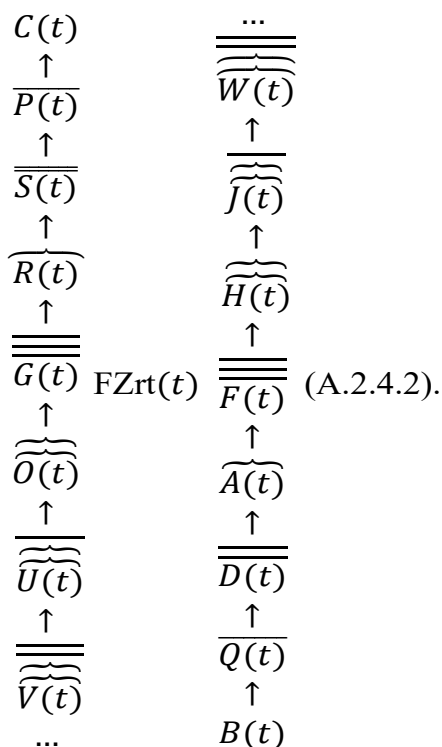 C(t)
↑
P(t)
↑
S(t)
↑
R(t)
↑
G(t)
↑
O(t)
↑
U(t)
↑
V(t)
...
FZrt(t)
...
W(t)
↑
J(t)
↑
H(t)
↑
F(t)
↑
A(t)
↑
D(t)
↑
Q(t)
↑
B(t)
(A.2.4.2).